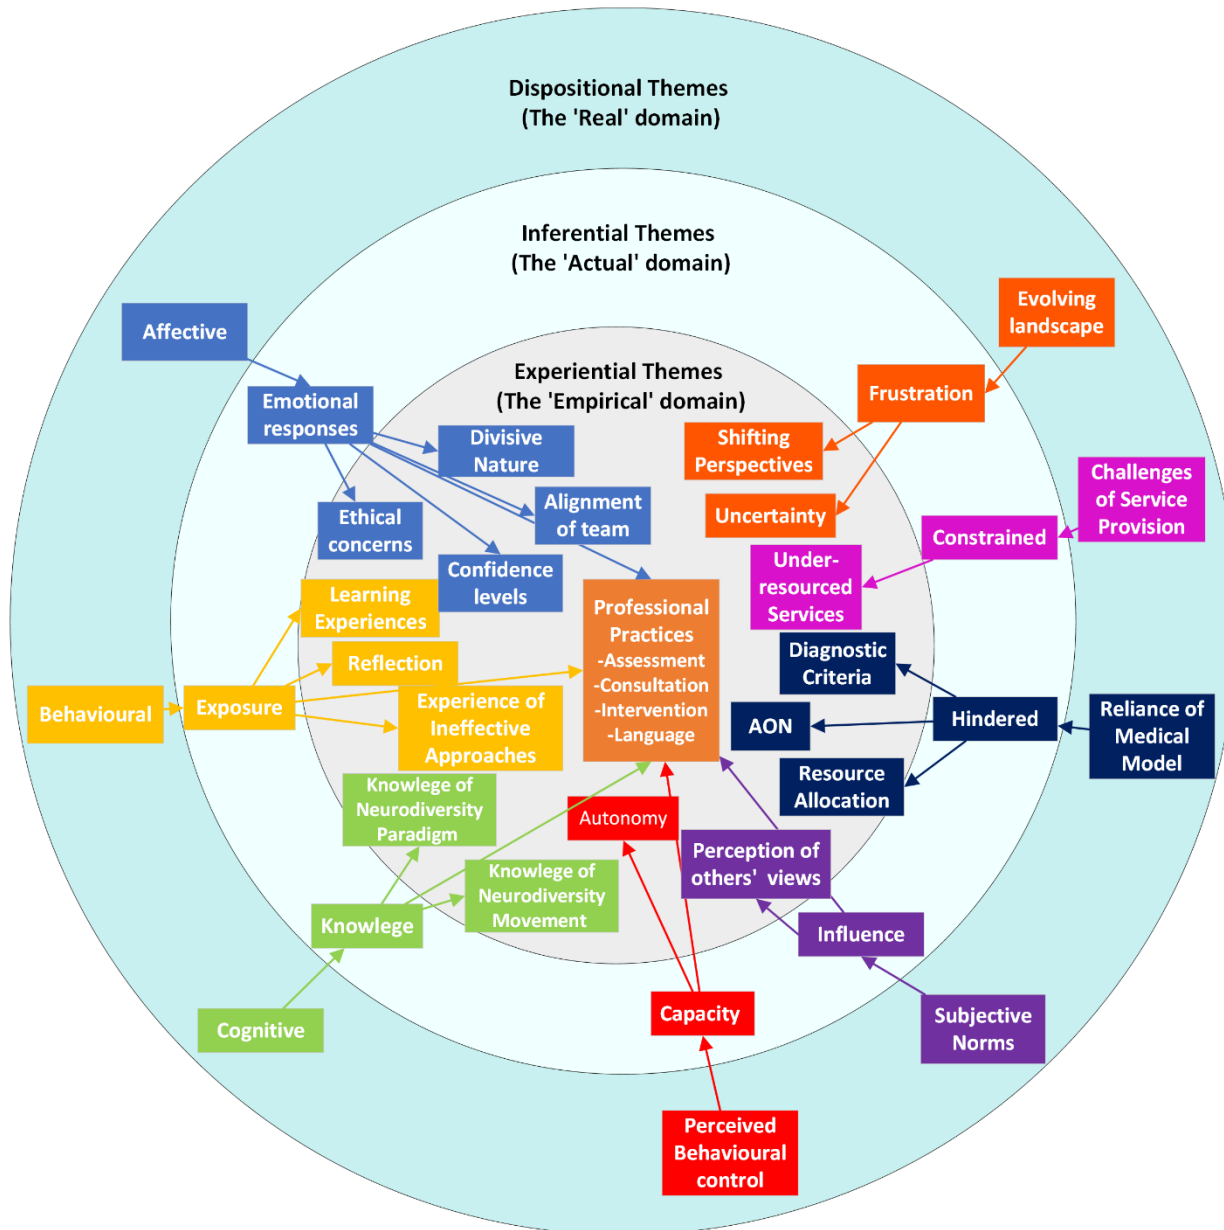 Dispositional Themes
(The 'Real' domain)
Inferential Themes
(The 'Actual' domain)
Experiential Themes
(The 'Empirical' domain)
Affective
Emotional
responses
Divisive
Nature
Alignment
of team
Ethical
concerns
Confidence
levels
Evolving
landscape
Frustration
Shifting
Perspectives
Uncertainty
Challenges
of Service
Provision
Constrained
Under-
resourced
Services
Learning
Experiences
Reflection
Behavioural
Exposure
Experience of
Ineffective
Approaches
Professional
Practices
-Assessment
-Consultation
-Intervention
-Language
Diagnostic
Criteria
AON
Resource
Allocation
Hindered
Reliance of
Medical
Model
Knowlege of
Neurodiversity
Paradigm
Knowlege of
Neurodiversity
Movement
Knowlege
Cognitive
Autonomy
Capacity
Perceived
Behavioural
control
Perception of
others' views
Influence
Subjective
Norms